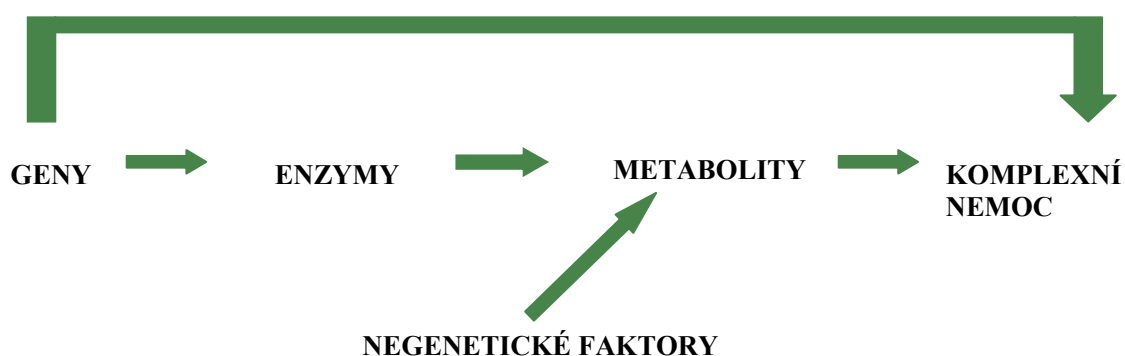 GENY
ENZYMY
METABOLITY
KOMPLEXNÍ
NEMOC
NEGENETICKÉ FAKTORY